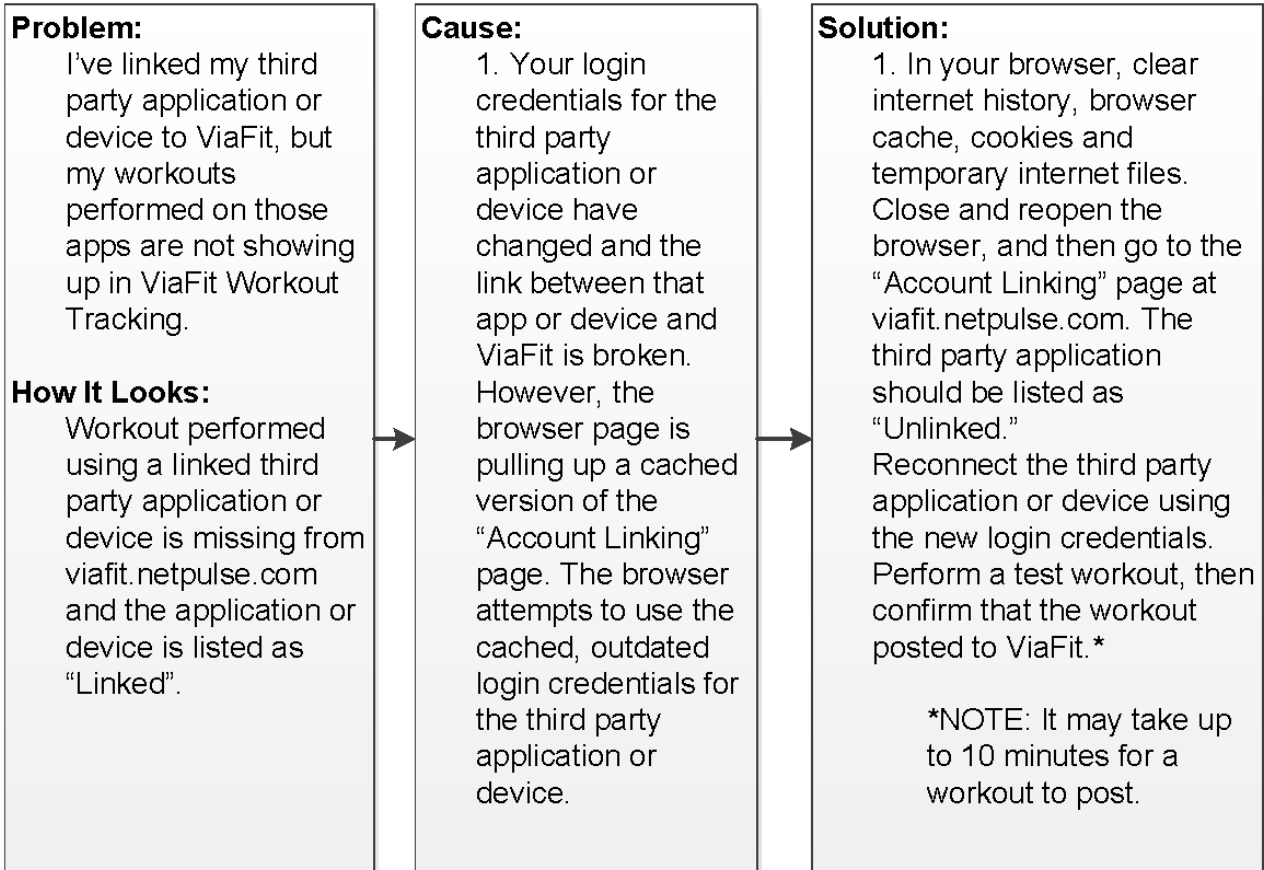 Problem:
I've linked my third
party application or
device to ViaFit, but
my workouts
performed on those
apps are not showing
up in ViaFit Workout
Tracking.
How It Looks:
Workout performed
using a linked third
party application or
device is missing from
viafit.netpulse.com
and the application or
device is listed as
“Linked”.
Cause:
1. Your login
credentials for the
third party
application or
device have
changed and the
link between that
app or device and
ViaFit is broken.
However, the
browser page is
pulling up a cached
version of the
“Account Linking”
page. The browser
attempts to use the
cached, outdated
login credentials for
the third party
application or
device.
Solution:
1. In your browser, clear
internet history, browser
cache, cookies and
temporary internet files.
Close and reopen the
browser, and then go to the
“Account Linking” page at
viafit.netpulse.com. The
third party application
should be listed as
“Unlinked.”
Reconnect the third party
application or device using
the new login credentials.
Perform a test workout, then
confirm that the workout
posted to ViaFit.*
*NOTE: It may take up
to 10 minutes for a
workout to post.